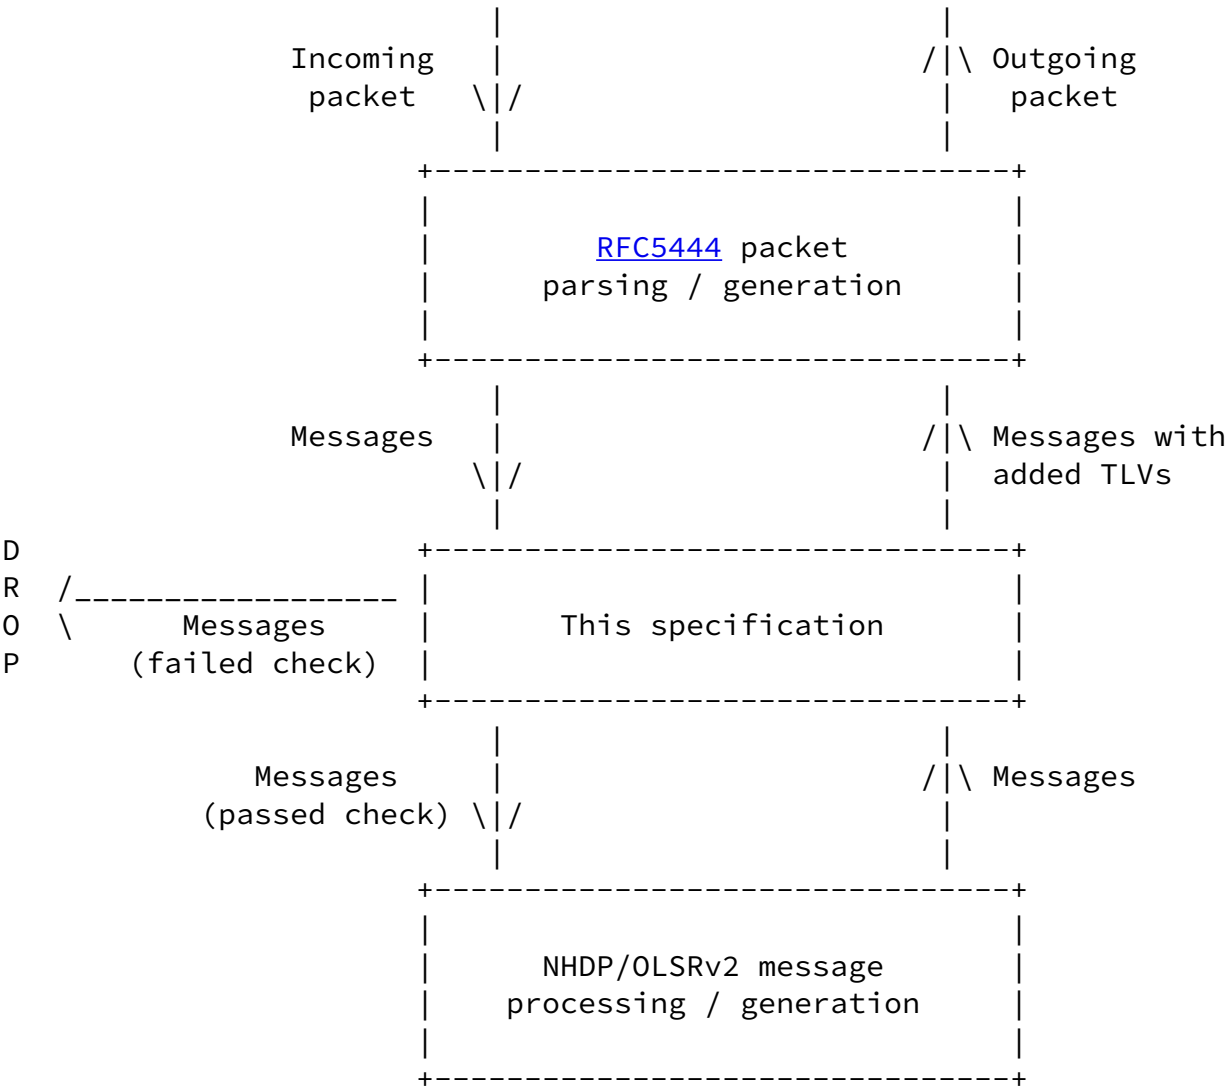 Incoming Outgoing
packet packet
RFC5444 packet
parsing / generation
Messages Messages with
added TLVs
D
R
O Messages This specification
P (failed check)
Messages Messages
(passed check)
NHDP/OLSRv2 message
processing / generation